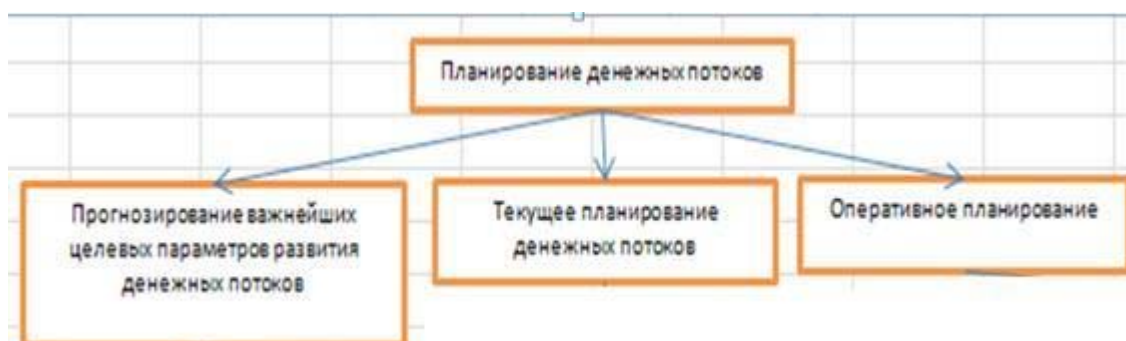 Планирование денежных потоков
Прогнозирование важнейших
целевых параметров развития
денежных потоков
Текущее планирование
денежных потоков
Оперативное планирование